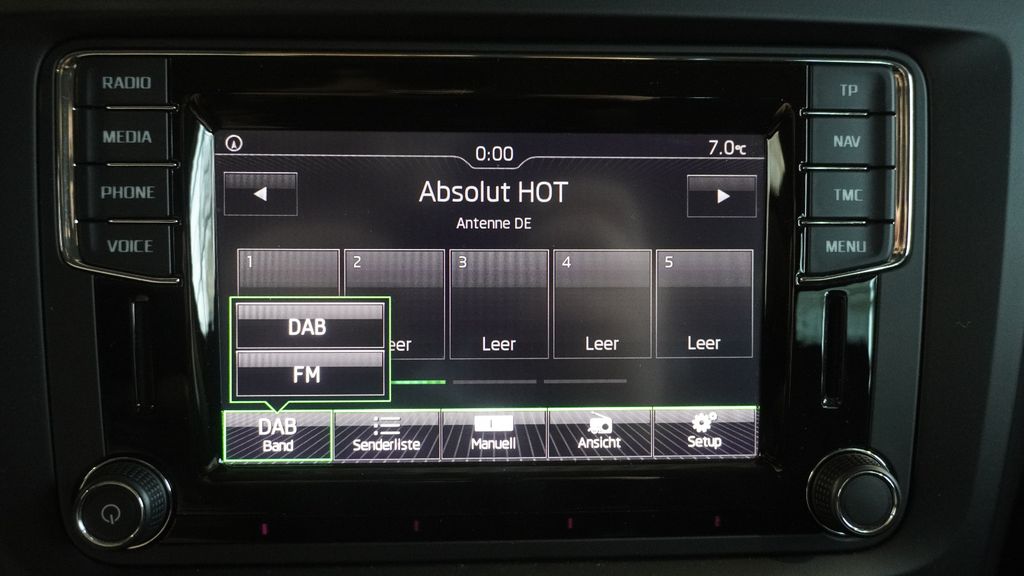 RADIO
MEDIA
PHONE
VOICE
TP
NAV
TMC
MENU
0:00
7.0°C
Absolut HOT
Antenne DE
1
2
3
4
5
eer
Leer
Leer
Leer
DAB
FM
DAB
Band
Senderliste
Manuell
Ansicht
Setup